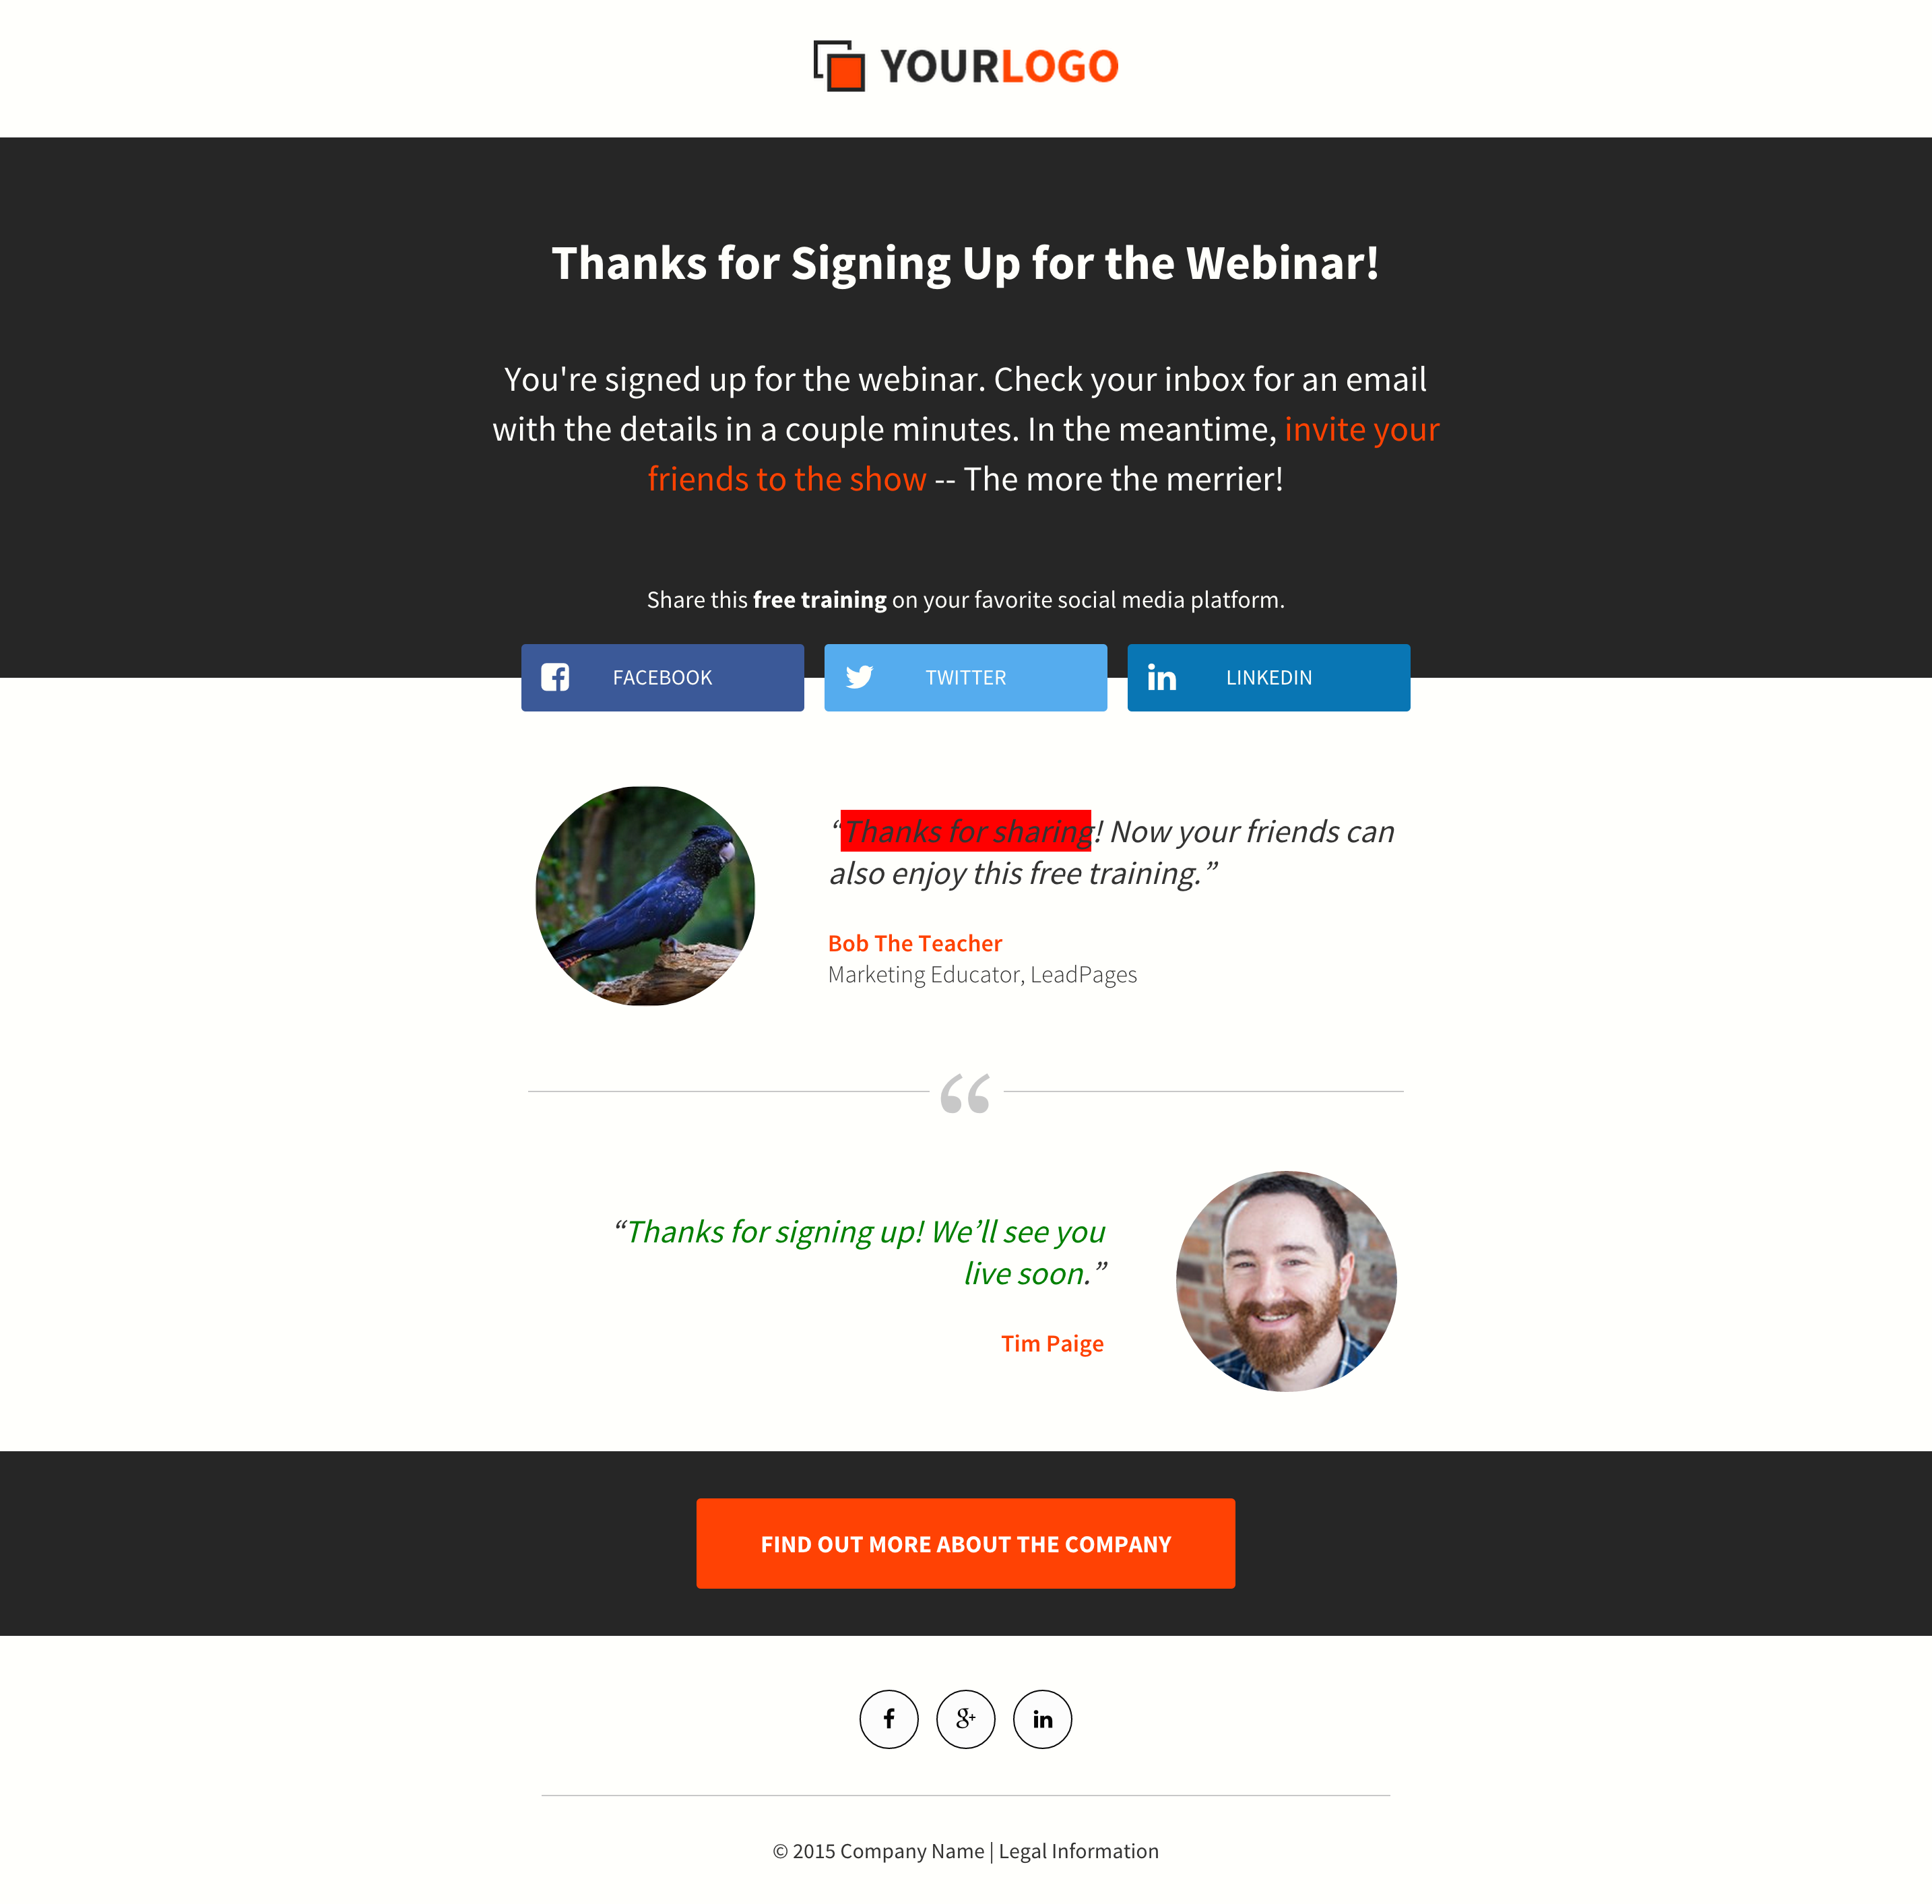 YOURLOGO
Thanks for Signing Up for the Webinar!
You're signed up for the webinar. Check your inbox for an email
with the details in a couple minutes. In the meantime, invite your
friends to the show -- The more the merrier!
Share this free training on your favorite social media platform.
FACEBOOK
TWITTER
LINKEDIN
“Thanks for sharing! Now your friends can
also enjoy this free training.”
Bob The Teacher
Marketing Educator, LeadPages
“Thanks for signing up! We’ll see you
live soon.”
Tim Paige
FIND OUT MORE ABOUT THE COMPANY
© 2015 Company Name | Legal Information